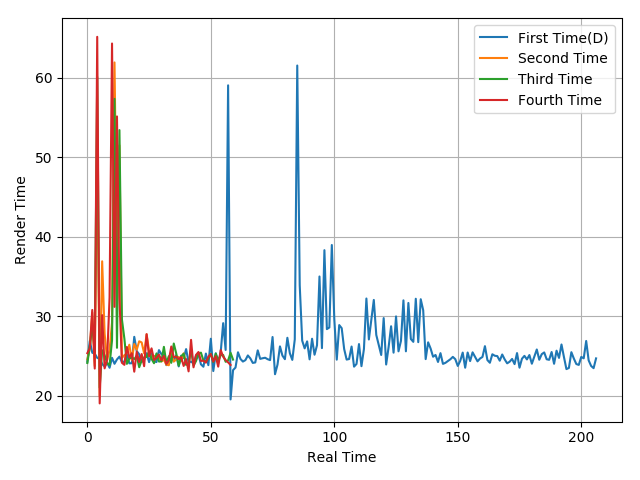 First Time(D)
Second Time
Third Time
Fourth Time
60
50
40
30
20
Render Time
0
50
100
150
200
Real Time